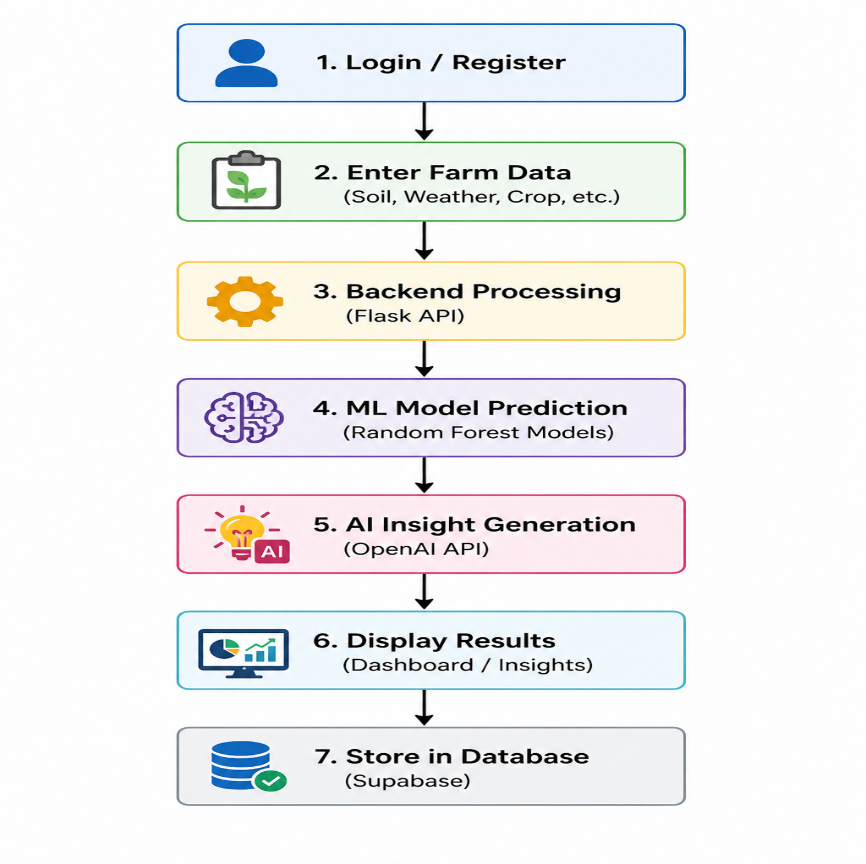 1. Login / Register
2. Enter Farm Data
(Soil, Weather, Crop, etc.)
3. Backend Processing
(Flask API)
4. ML Model Prediction
(Random Forest Models)
5. AI Insight Generation
(OpenAI API)
AI
6. Display Results
(Dashboard / Insights)
7. Store in Database
(Supabase)